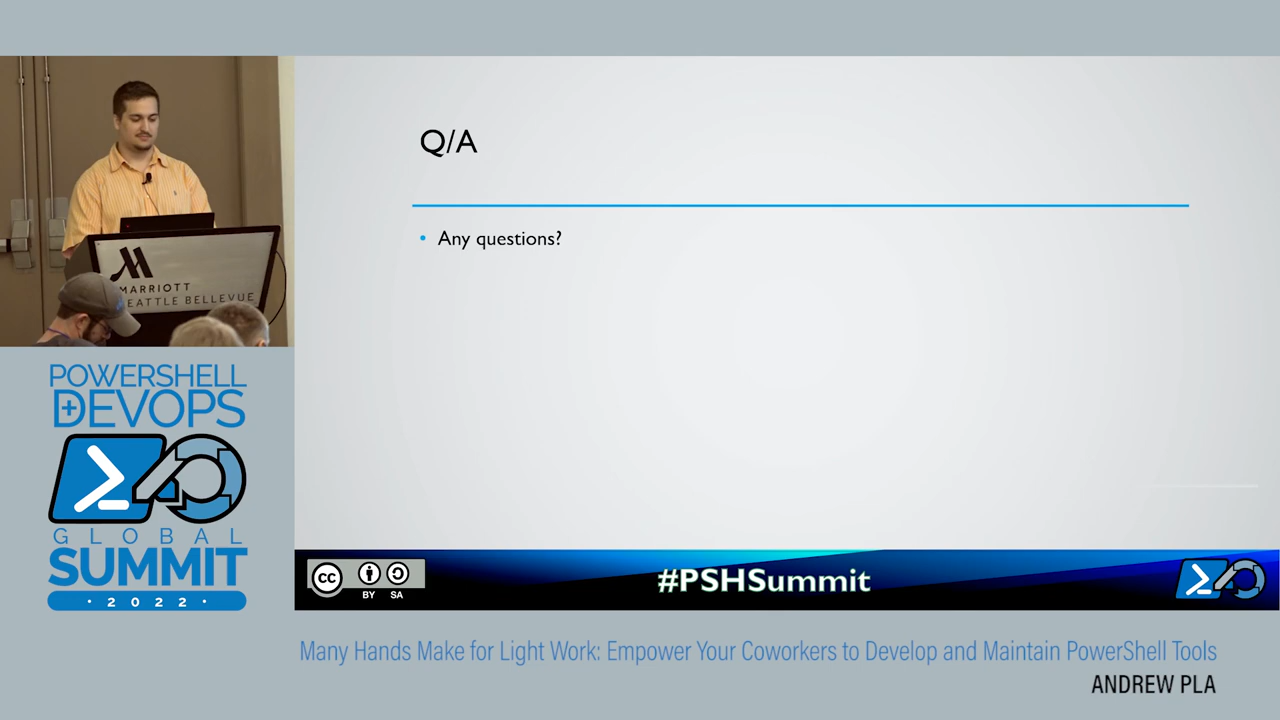 Q/A
• Any questions?
MARRIOTT
SEATTLE BELLEVUE
POWERSHELL
+DEVOPS
GLOBAL
SUMMIT
· 2022 ·
CC BY SA
#PSHSummit
Many Hands Make for Light Work: Empower Your Coworkers to Develop and Maintain PowerShell Tools
ANDREW PLA